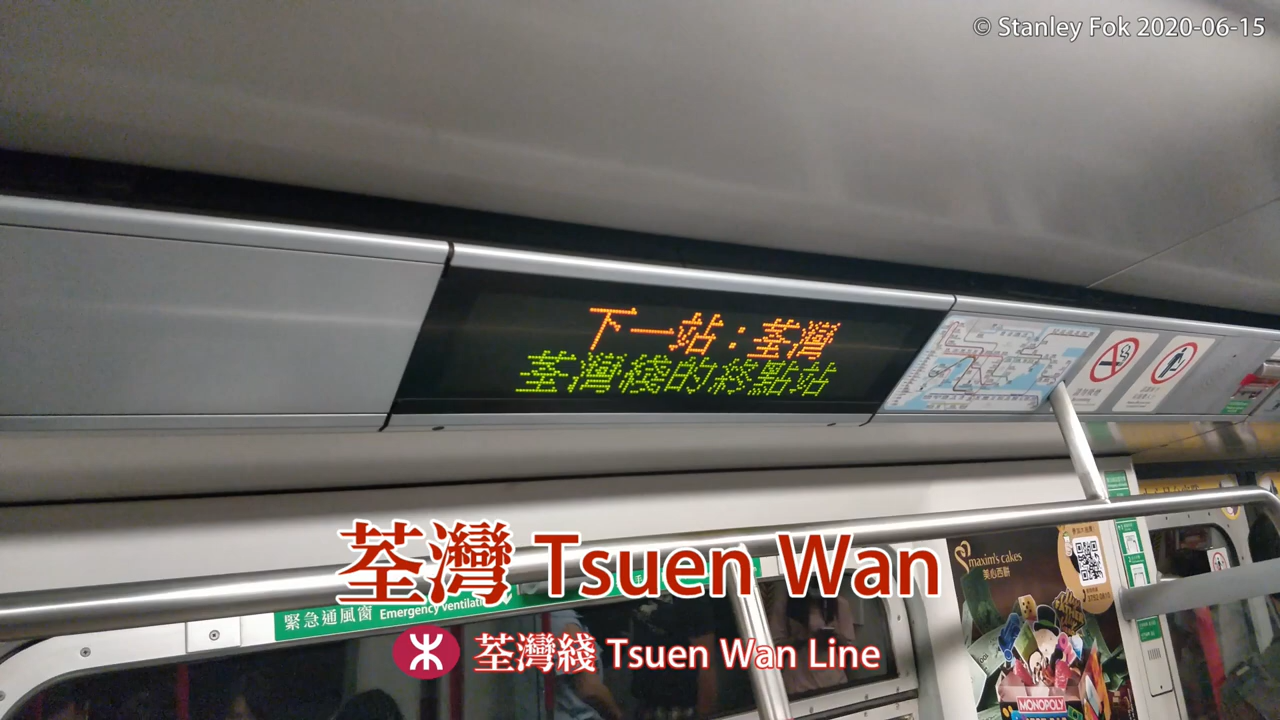 © Stanley Fok 2020-06-15
下一站：荃灣
荃灣綫的終點站
maxim's cakes
美心西餅
荃灣 Tsuen Wan
緊急通風窗 Emergency ventilati
荃灣綫 Tsuen Wan Line
MONOPOLY